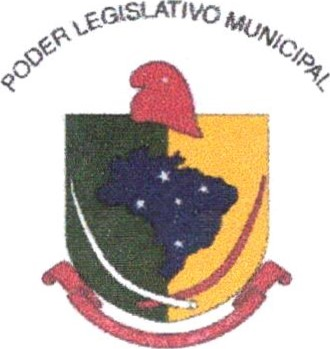 PODER LEGISLATIVO MUNICIPAL